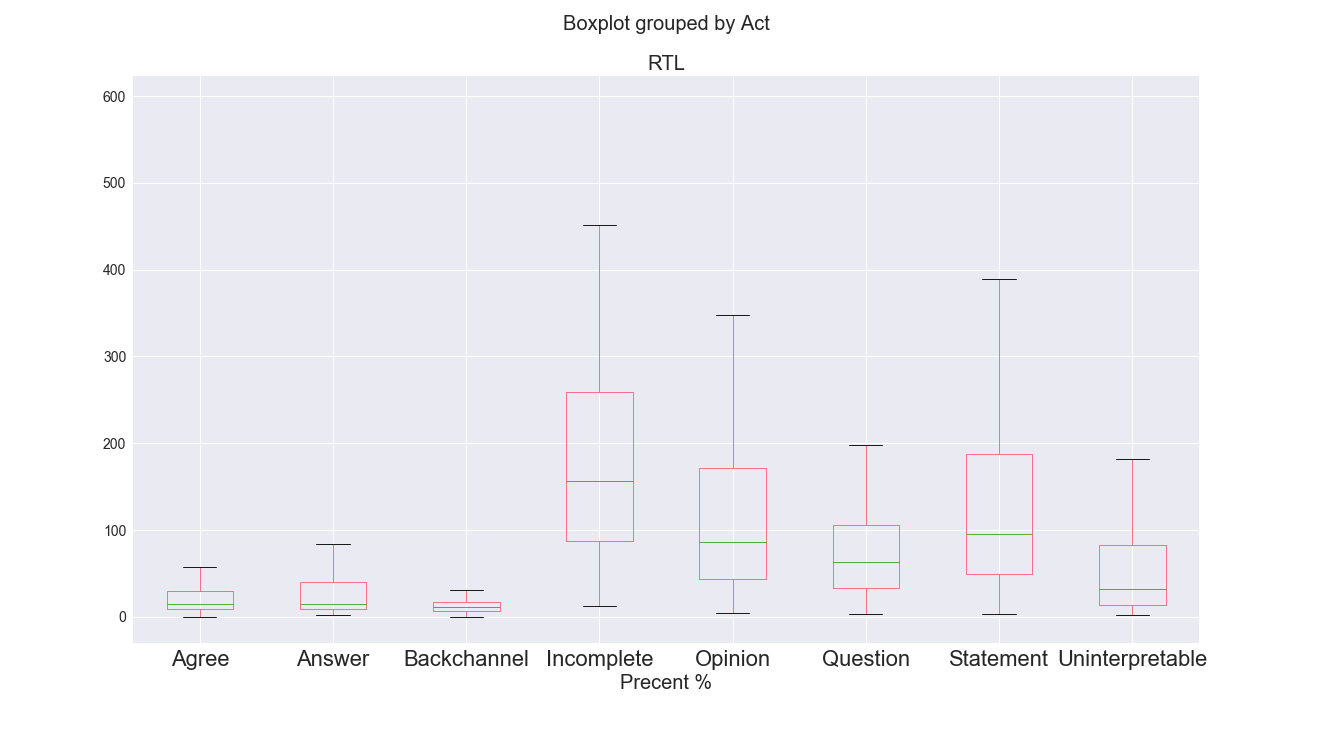 Boxplot grouped by Act
RTL
600
500
400
300
200
100
0
Agree Answer Backchannel Incomplete Opinion Question Statement Uninterpretable
Precent %